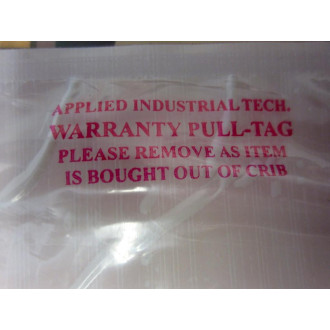 APPLIED INDUSTRIAL TECH.
WARRANTY PULL-TAG
PLEASE REMOVE AS ITEM
IS BOUGHT OUT OF CRIB